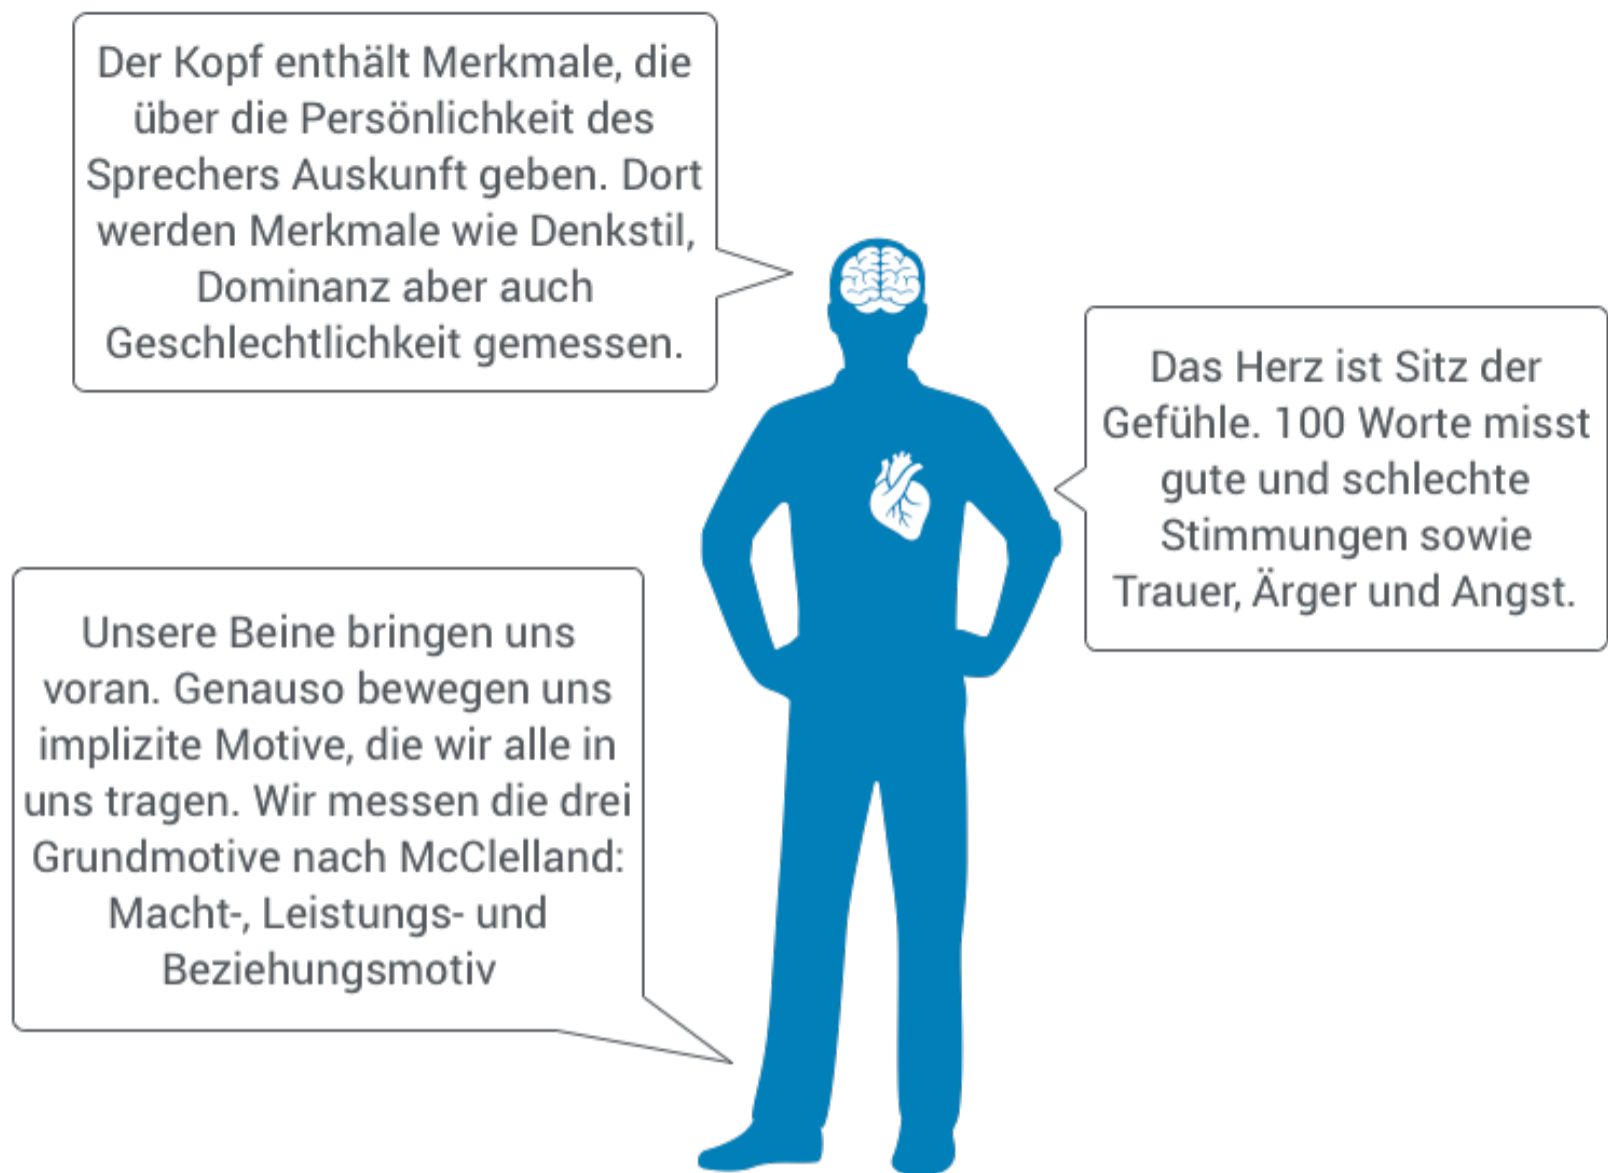 Der Kopf enthält Merkmale, die
über die Persönlichkeit des
Sprechers Auskunft geben. Dort
werden Merkmale wie Denkstil,
Dominanz aber auch
Geschlechtlichkeit gemessen.
Das Herz ist Sitz der
Gefühle. 100 Worte misst
gute und schlechte
Stimmungen sowie
Trauer, Ärger und Angst.
Unsere Beine bringen uns
voran. Genauso bewegen uns
implizite Motive, die wir alle in
uns tragen. Wir messen die drei
Grundmotive nach McClelland:
Macht-, Leistungs- und
Beziehungsmotiv